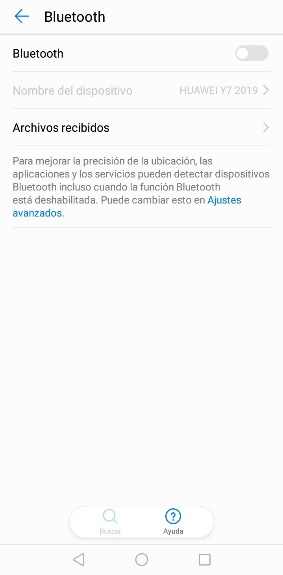 Bluetooth
Bluetooth
Nombre del dispositivo HUAWEI Y7 2019
Archivos recibidos
Para mejorar la precisión de la ubicación, las
aplicaciones y los servicios pueden detectar dispositivos
Bluetooth incluso cuando la función Bluetooth
está deshabilitada. Puede cambiar esto en Ajustes
avanzados.
Buscar Ayuda